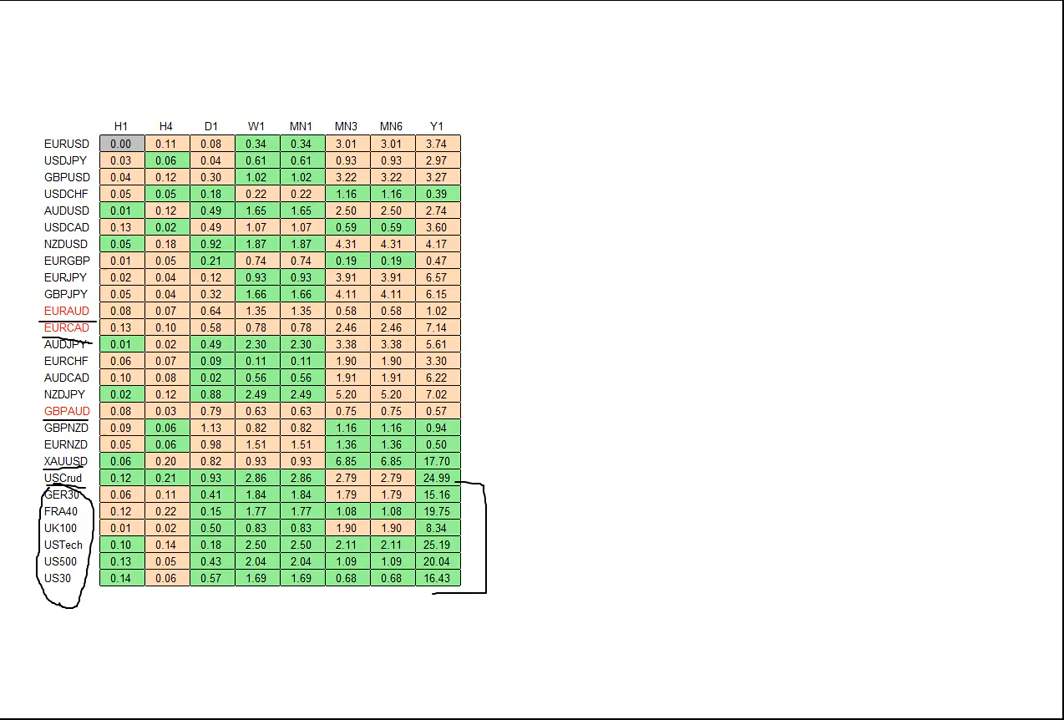 H1 H4 D1 W1 MN1 MN3 MN6 Y1
EURUSD 0.00 0.11 0.08 0.34 0.34 3.01 3.01 3.74
USDJPY 0.03 0.06 0.04 0.61 0.61 0.93 0.93 2.97
GBPUSD 0.04 0.12 0.30 1.02 1.02 3.22 3.22 3.27
USDCHF 0.05 0.05 0.18 0.22 0.22 1.16 1.16 0.39
AUDUSD 0.01 0.12 0.49 1.65 1.65 2.50 2.50 2.74
USDCAD 0.13 0.02 0.49 1.07 1.07 0.59 0.59 3.60
NZDUSD 0.05 0.18 0.92 1.87 1.87 4.31 4.31 4.17
EURGBP 0.01 0.05 0.21 0.74 0.74 0.19 0.19 0.47
EURJPY 0.02 0.04 0.12 0.93 0.93 3.91 3.91 6.57
GBPJPY 0.05 0.04 0.32 1.66 1.66 4.11 4.11 6.15
EURAUD 0.08 0.07 0.64 1.35 1.35 0.58 0.58 1.02
EURCAD 0.13 0.10 0.58 0.78 0.78 2.46 2.46 7.14
AUDJPY 0.01 0.02 0.49 2.30 2.30 3.38 3.38 5.61
EURCHF 0.06 0.07 0.09 0.11 0.11 1.90 1.90 3.30
AUDCAD 0.10 0.08 0.02 0.56 0.56 1.91 1.91 6.22
NZDJPY 0.02 0.12 0.88 2.49 2.49 5.20 5.20 7.02
GBPAUD 0.08 0.03 0.79 0.63 0.63 0.75 0.75 0.57
GBPNZD 0.09 0.06 1.13 0.82 0.82 1.16 1.16 0.94
EURNZD 0.05 0.06 0.98 1.51 1.51 1.36 1.36 0.50
XAUUSD 0.06 0.20 0.82 0.93 0.93 6.85 6.85 17.70
USCrud 0.12 0.21 0.93 2.86 2.86 2.79 2.79 24.99
GER30 0.06 0.11 0.41 1.84 1.84 1.79 1.79 15.16
FRA40 0.12 0.22 0.15 1.77 1.77 1.08 1.08 19.75
UK100 0.01 0.02 0.50 0.83 0.83 1.90 1.90 8.34
USTech 0.10 0.14 0.18 2.50 2.50 2.11 2.11 25.19
US500 0.13 0.05 0.43 2.04 2.04 1.09 1.09 20.04
US30 0.14 0.06 0.57 1.69 1.69 0.68 0.68 16.43